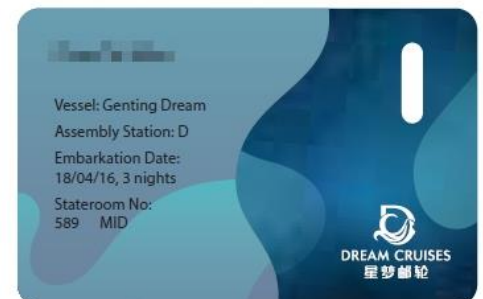 Vessel: Genting Dream
Assembly Station: D
Embarkation Date:
18/04/16, 3 nights
Stateroom No:
589 MID
DREAM CRUISES
星梦邮轮